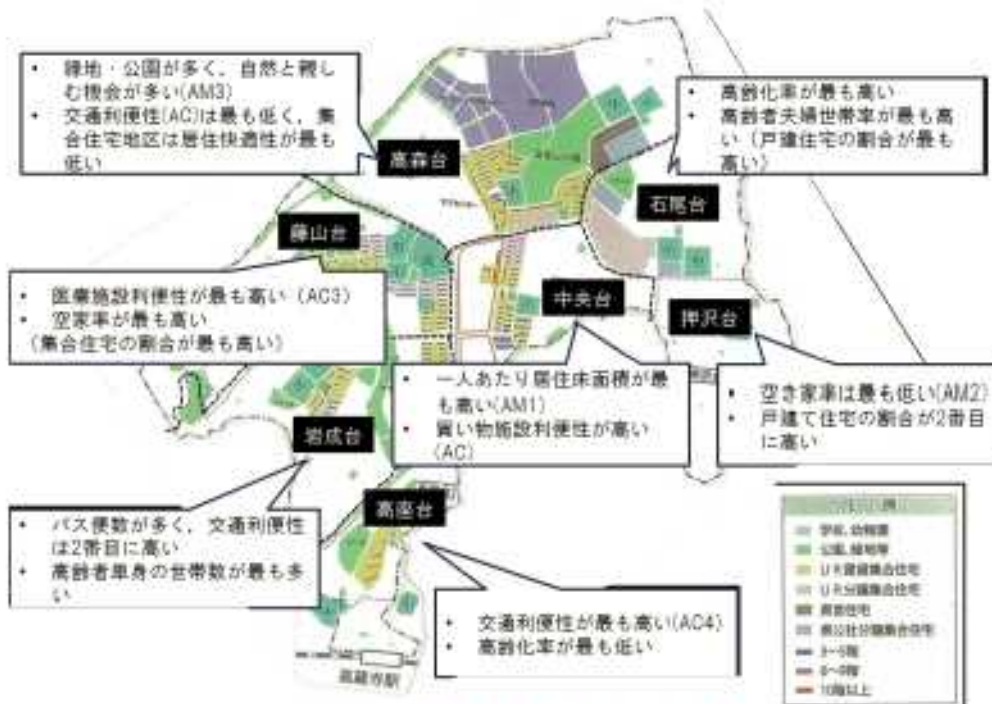 ・ 緑地・公園が多く、自然と親し
む機会が多い(AM3)
・ 交通利便性(AC)は最も低く、集
合住宅地区は居住快適性が最も
低い
・ 高齢化率が最も高い
・ 高齢者夫婦世帯率が最も高
い（戸建住宅の割合が最も
高い）
高森台
石尾台
藤山台
・ 医療施設利便性が最も高い（AC3）
・ 空家率が最も高い
（集合住宅の割合が最も高い）
中央台
押沢台
・ 一人あたり居住床面積が最
も高い(AM1)
・ 買い物施設利便性が高い
(AC)
・ 空き家率は最も低い(AM2)
・ 戸建て住宅の割合が2番目
に高い
岩成台
高座台
・ バス便数が多く、交通利便性
は2番目に高い
・ 高齢者単身の世帯数が最も多
い
・ 交通利便性が最も高い(AC4)
・ 高齢化率が最も低い
高蔵寺駅
学校、幼稚園
公園、緑地等
ＵＲ賃貸集合住宅
ＵＲ分譲集合住宅
県営住宅
県公社分譲集合住宅
10階以上